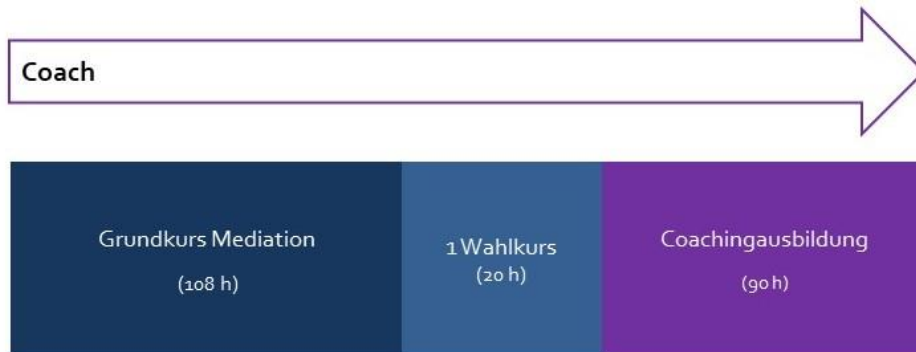 Coach
Grundkurs Mediation
(108 h)
1 Wahlkurs
(20 h)
Coachingausbildung
(90 h)